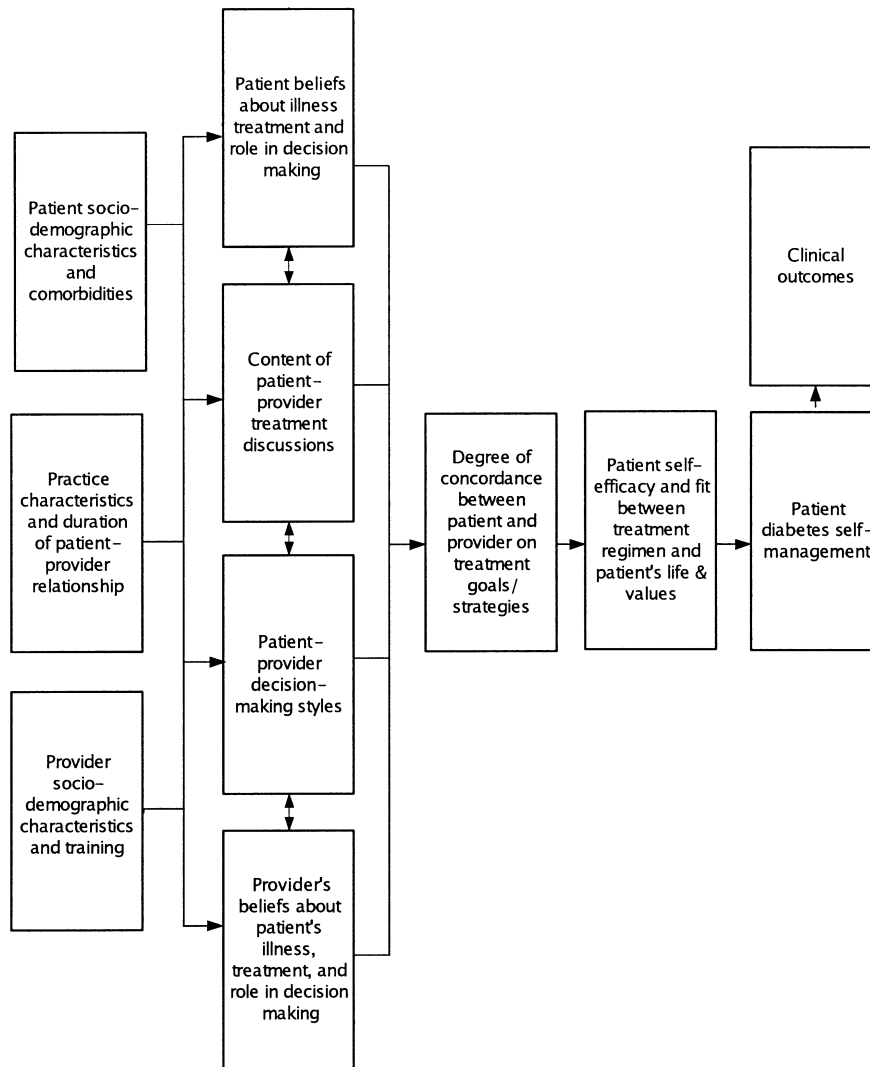 Patient socio-
demographic
characteristics
and
comorbidities
Practice
characteristics
and duration
of patient-
provider
relationship
Provider
socio-
demographic
characteristics
and training
Patient beliefs
about illness
treatment and
role in decision
making
Content of
patient-
provider
treatment
discussions
Patient-
provider
decision-
making styles
Provider's
beliefs about
patient's
illness,
treatment, and
role in decision
making
Degree of
concordance
between
patient and
provider on
treatment
goals/
strategies
Patient self-
efficacy and fit
between
treatment
regimen and
patient's life &
values
Patient
diabetes self-
management
Clinical
outcomes